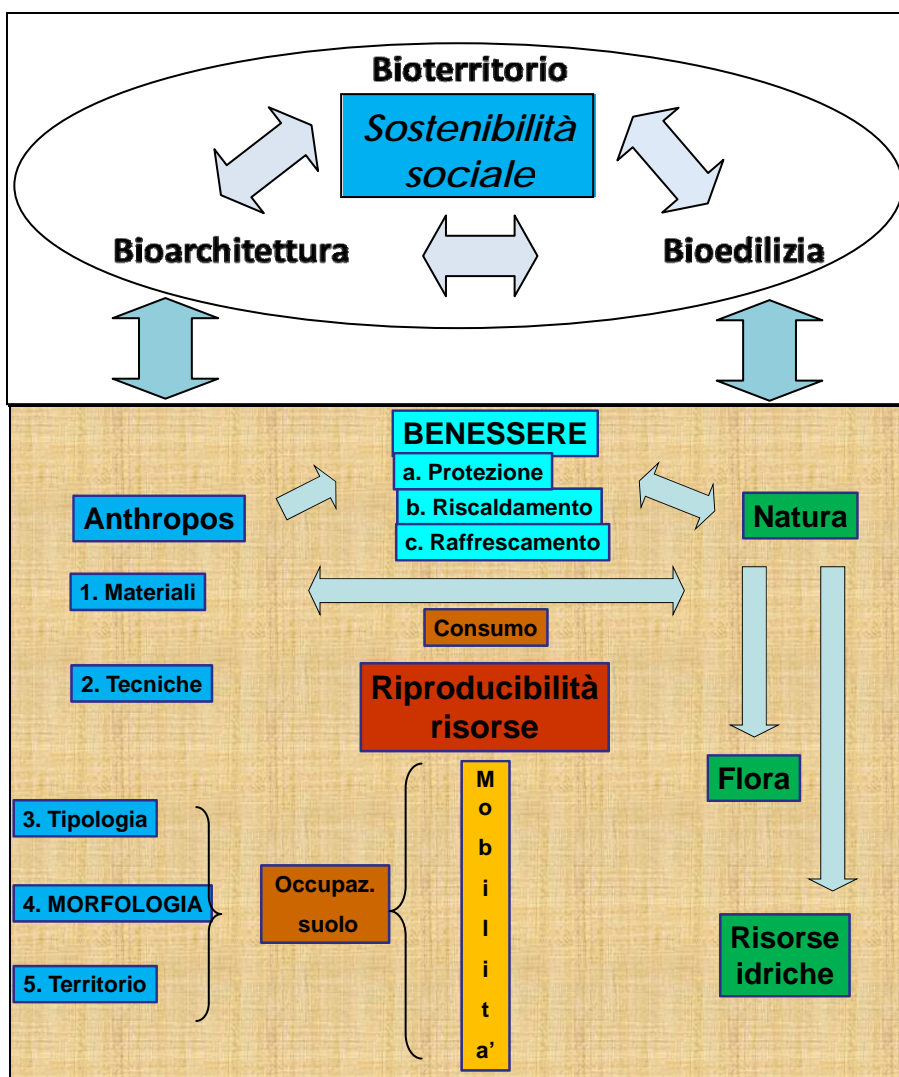 Bioterritorio
Sostenibilità
sociale
Bioarchitettura
Bioedilizia
BENESSERE
a. Protezione
b. Riscaldamento
c. Raffrescamento
Anthropos
Natura
1. Materiali
Consumo
2. Tecniche
Riproducibilità
risorse
Flora
3. Tipologia
4. MORFOLOGIA
5. Territorio
Occupaz.
suolo
M
o
b
i
l
i
t
a'
Risorse
idriche